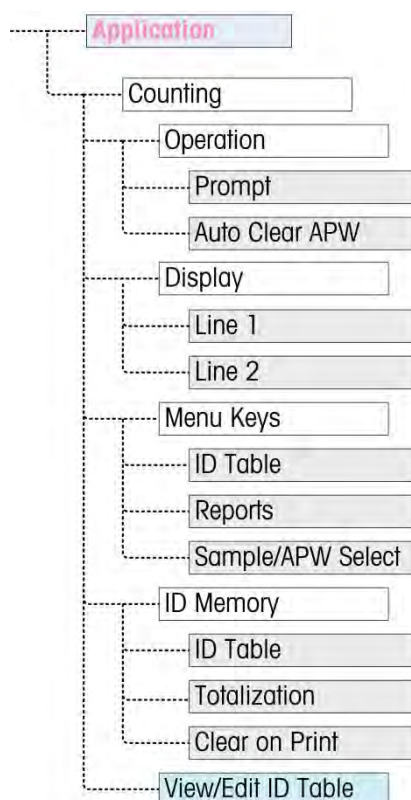 Application
Counting
Operation
Prompt
Auto Clear APW
Display
Line 1
Line 2
Menu Keys
ID Table
Reports
Sample/APW Select
ID Memory
ID Table
Totalization
Clear on Print
View/Edit ID Table